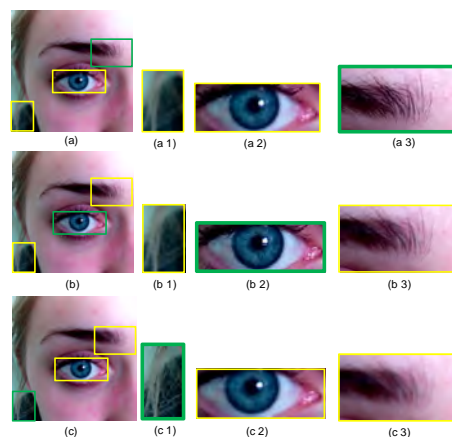 (a) (a 1) (a 2) (a 3)
(b) (b 1) (b 2) (b 3)
(c) (c 1) (c 2) (c 3)